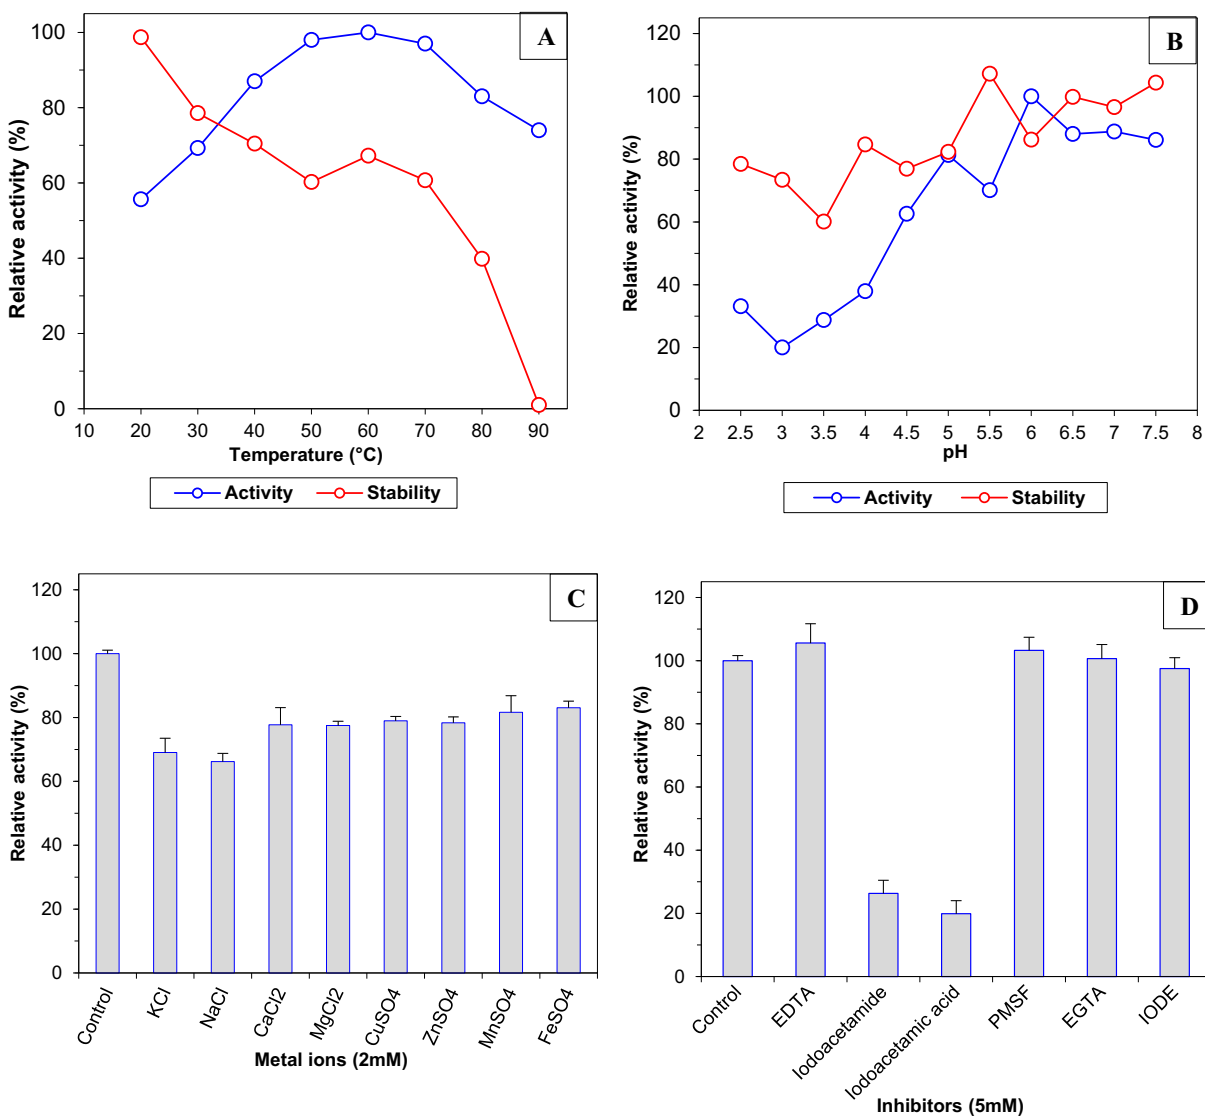 A
Relative activity (%)
100
80
60
40
20
0
10 20 30 40 50 60 70 80 90
Temperature (°C)
Activity Stability
B
Relative activity (%)
120
100
80
60
40
20
0
2 2.5 3 3.5 4 4.5 5 5.5 6 6.5 7 7.5 8
pH
Activity Stability
C
Relative activity (%)
120
100
80
60
40
20
0
Control KCl NaCl CaCl2 MgCl2 CuSO4 ZnSO4 MnSO4 FeSO4
Metal ions (2mM)
D
Relative activity (%)
120
100
80
60
40
20
0
Control EDTA Iodoacetamide Iodoacetamic acid PMSF EGTA IODE
Inhibitors (5mM)